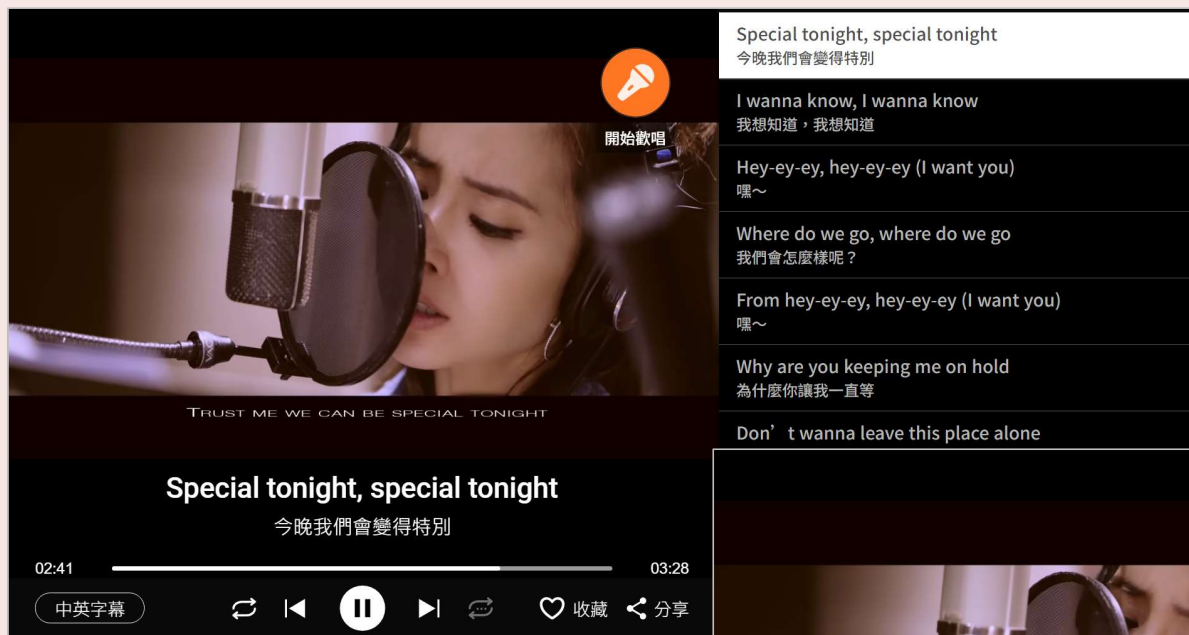 開始歡唱
TRUST ME WE CAN BE SPECIAL TONIGHT
Special tonight, special tonight
今晚我們會變得特別
02:41
03:28
中英字幕
收藏
分享
Special tonight, special tonight
今晚我們會變得特別
I wanna know, I wanna know
我想知道，我想知道
Hey-ey-ey, hey-ey-ey (I want you)
嘿～
Where do we go, where do we go
我們會怎麼樣呢？
From hey-ey-ey, hey-ey-ey (I want you)
嘿～
Why are you keeping me on hold
為什麼你讓我一直等
Don’t wanna leave this place alone